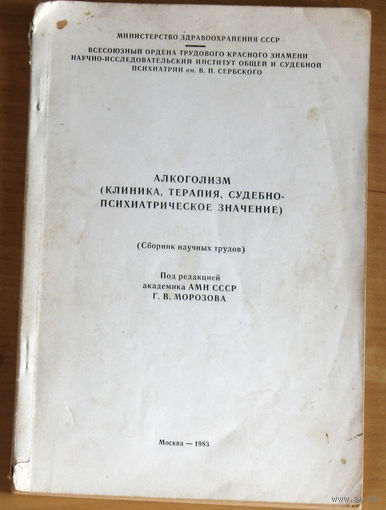 МИНИСТЕРСТВО ЗДРАВООХРАНЕНИЯ СССР
ВСЕСОЮЗНЫЙ ОРДЕНА ТРУДОВОГО КРАСНОГО ЗНАМЕНИ
НАУЧНО-ИССЛЕДОВАТЕЛЬСКИЙ ИНСТИТУТ ОБЩЕЙ И СУДЕБНОЙ
ПСИХИАТРИИ им. В. П. СЕРБСКОГО
АЛКОГОЛИЗМ
(КЛИНИКА, ТЕРАПИЯ, СУДЕБНО-
ПСИХИАТРИЧЕСКОЕ ЗНАЧЕНИЕ)
(Сборник научных трудов)
Под редакцией
академика АМН СССР
Г. В. МОРОЗОВА
Москва — 1983